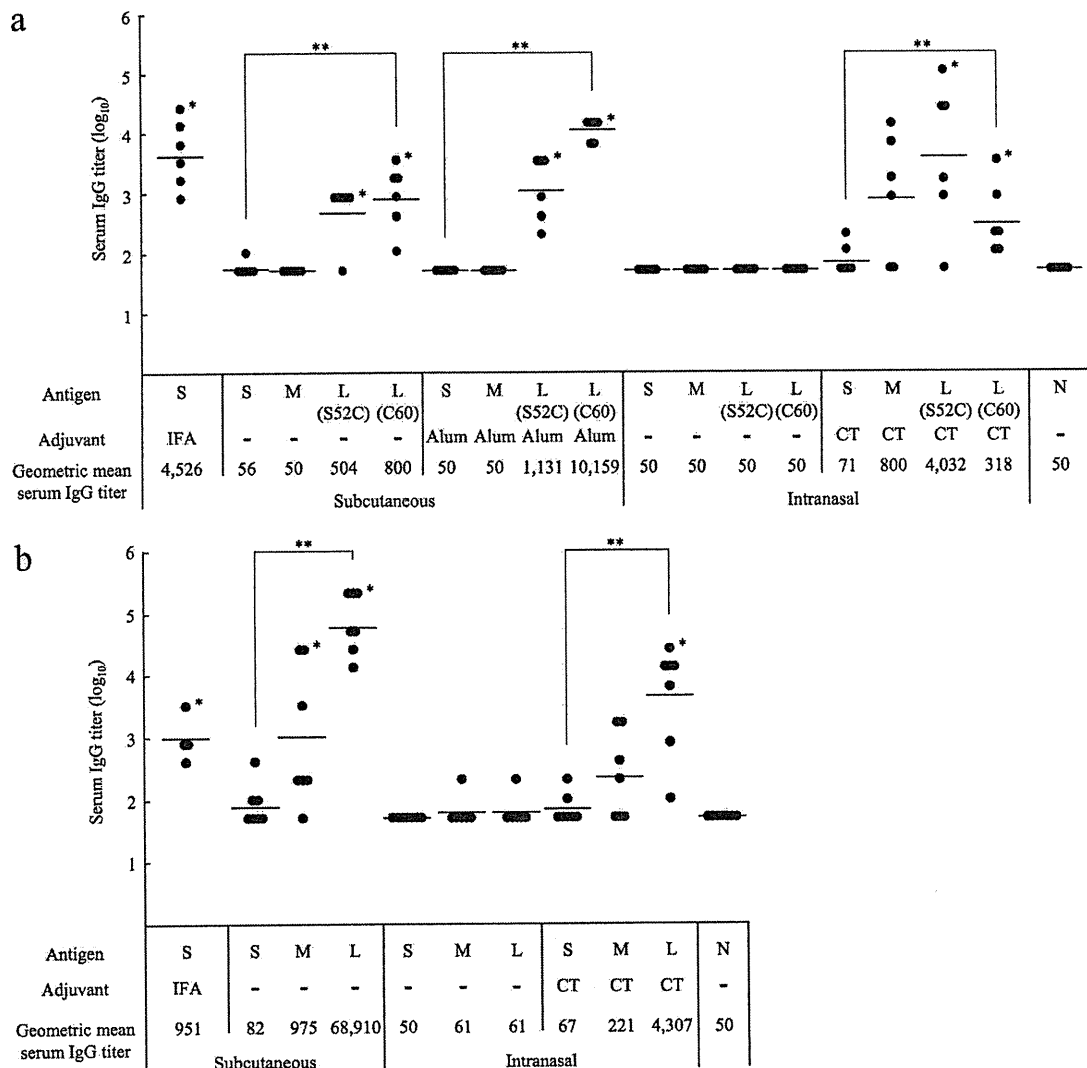 a
6
5
4
3
2
1
Serum IgG titer (log10)
** ** **
* * * * * * *
Antigen S S M L L S M L L S M L L S M L L N
(S52C) (C60) (S52C) (C60) (S52C) (C60) (S52C) (C60)
Adjuvant IFA - - - - Alum Alum Alum Alum - - - - CT CT CT CT -
Geometric mean serum IgG titer 4,526 56 50 504 800 50 50 1,131 10,159 50 50 50 50 71 800 4,032 318 50
Subcutaneous Intranasal
b
6
5
4
3
2
1
Serum IgG titer (log10)
** **
* * * *
Antigen S S M L S M L S M L N
Adjuvant IFA - - - - - - CT CT CT -
Geometric mean serum IgG titer 951 82 975 68,910 50 61 61 67 221 4,307 50
Subcutaneous Intranasal